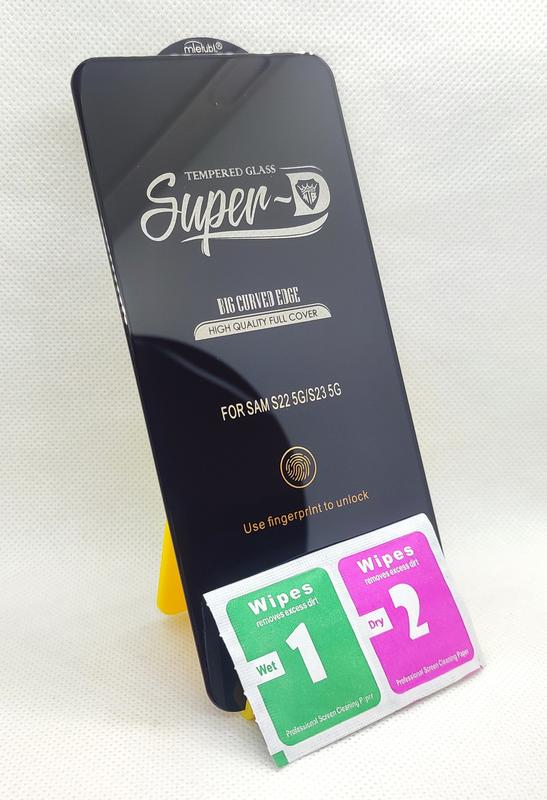 mietubl®
TEMPERED GLASS
Super-D
BIG CURVED EDGE
HIGH QUALITY FULL COVER
FOR SAM S22 5G/S23 5G
Use fingerprint to unlock
Wipes
removes excess dirt
Wet 1
Professional Screen Cleaning Paper
Wipes
removes excess dirt
Dry 2
Professional Screen Cleaning Paper